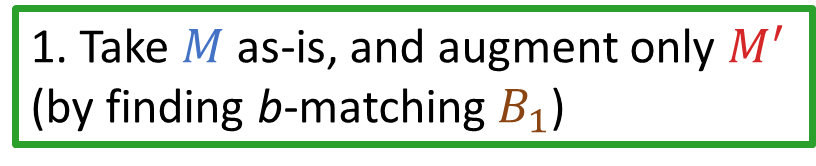 1. Take M as-is, and augment only M′
(by finding b-matching B₁)